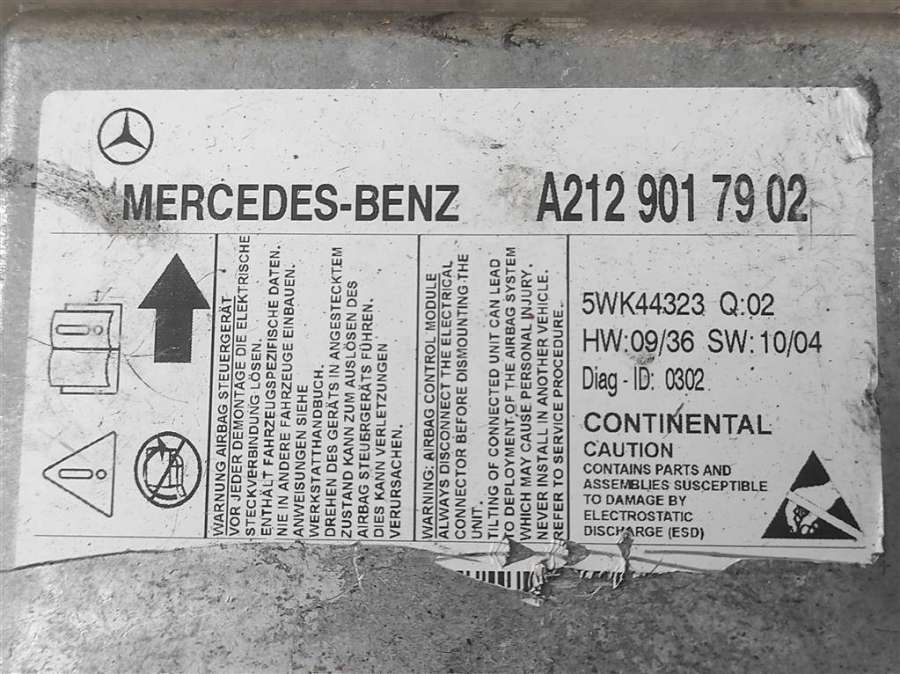 MERCEDES-BENZ A212 901 79 02
WARNUNG AIRBAG STEUERGERÄT
VOR JEDER DEMONTAGE DIE ELEKTRISCHE
STECKVERBINDUNG LÖSEN.
ENTHÄLT FAHRZEUGSPEZIFISCHE DATEN.
NIE IN ANDERE FAHRZEUGE EINBAUEN.
ANWEISUNGEN SIEHE
WERKSTATTHANDBUCH.
DREHEN DES GERÄTS IN ANGESTECKTEM
ZUSTAND KANN ZUM AUSLÖSEN DES
AIRBAG STEUERGERÄTS FÜHREN.
DIES KANN VERLETZUNGEN
VERURSACHEN.
WARNING: AIRBAG CONTROL MODULE
ALWAYS DISCONNECT THE ELECTRICAL
CONNECTOR BEFORE DISMOUNTING THE
UNIT.
TILTING OF CONNECTED UNIT CAN LEAD
TO DEPLOYMENT OF THE AIRBAG SYSTEM
WHICH MAY CAUSE PERSONAL INJURY.
NEVER INSTALL IN ANOTHER VEHICLE.
REFER TO SERVICE PROCEDURE.
5WK44323 Q:02
HW:09/36 SW:10/04
Diag - ID: 0302
CONTINENTAL
CAUTION
CONTAINS PARTS AND
ASSEMBLIES SUSCEPTIBLE
TO DAMAGE BY
ELECTROSTATIC
DISCHARGE (ESD)